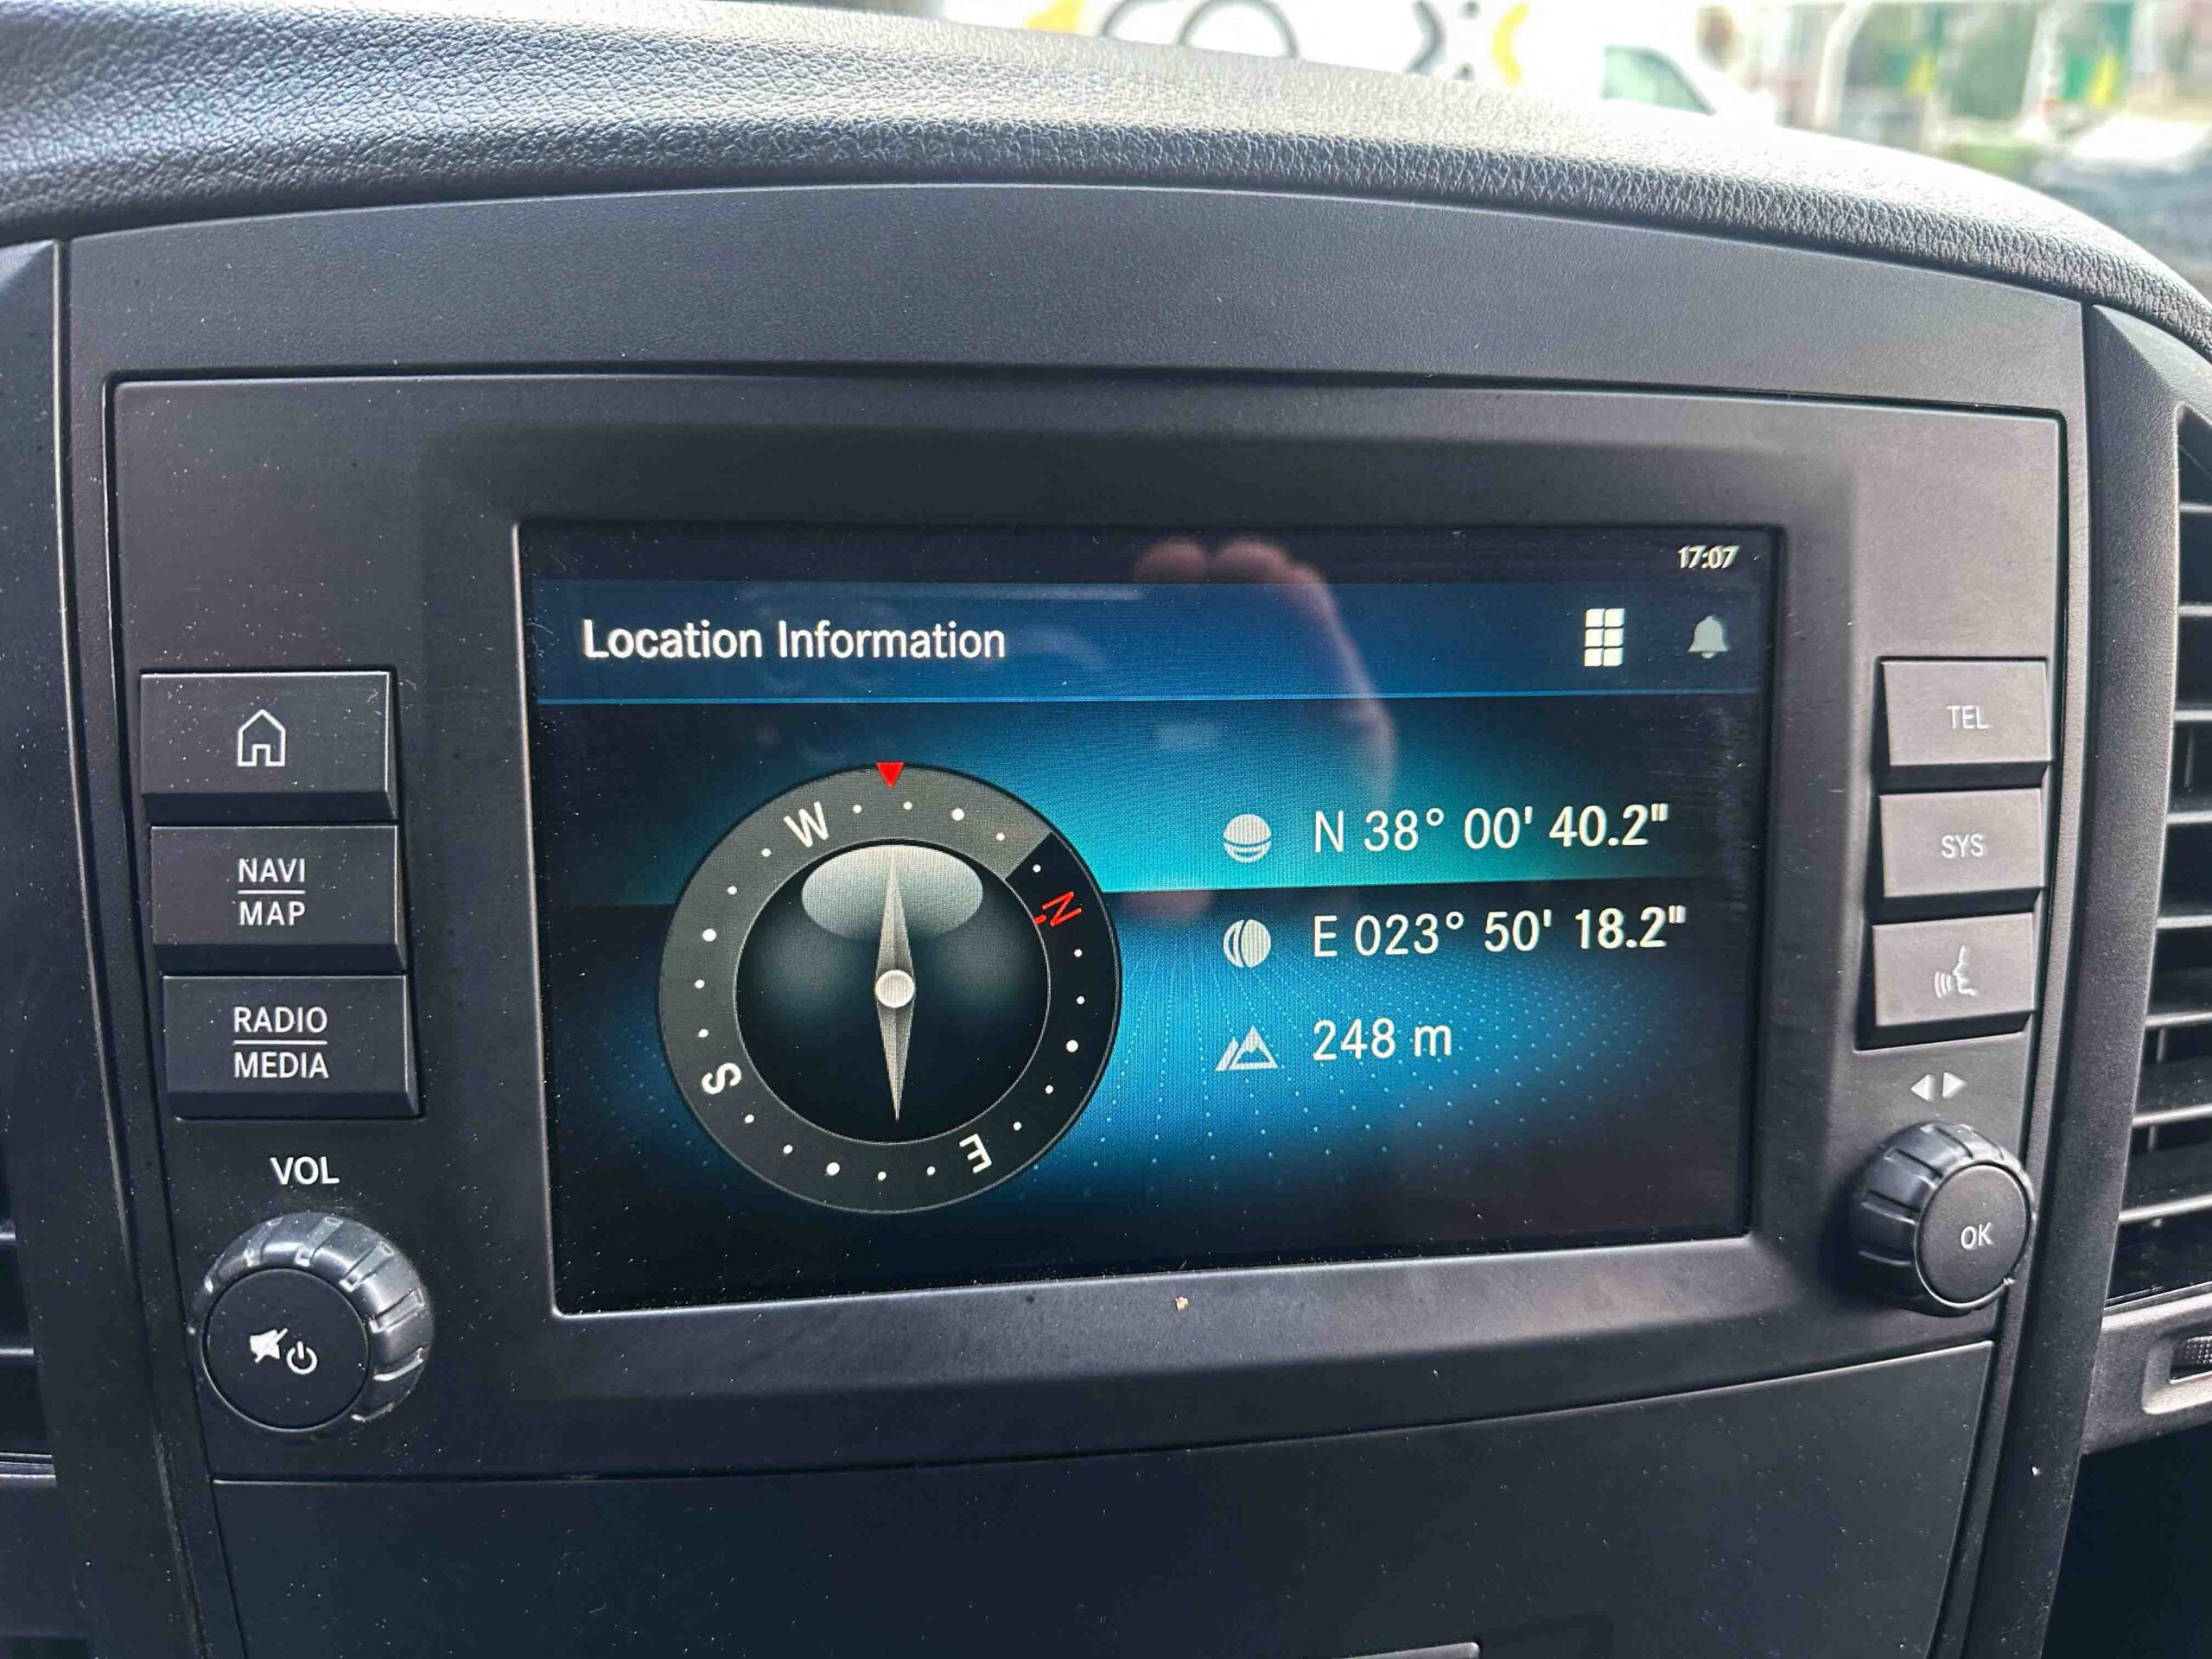 17:07
Location Information
W
N
S
E
N 38° 00' 40.2"
E 023° 50' 18.2"
248 m
NAVI
MAP
RADIO
MEDIA
VOL
TEL
SYS
OK